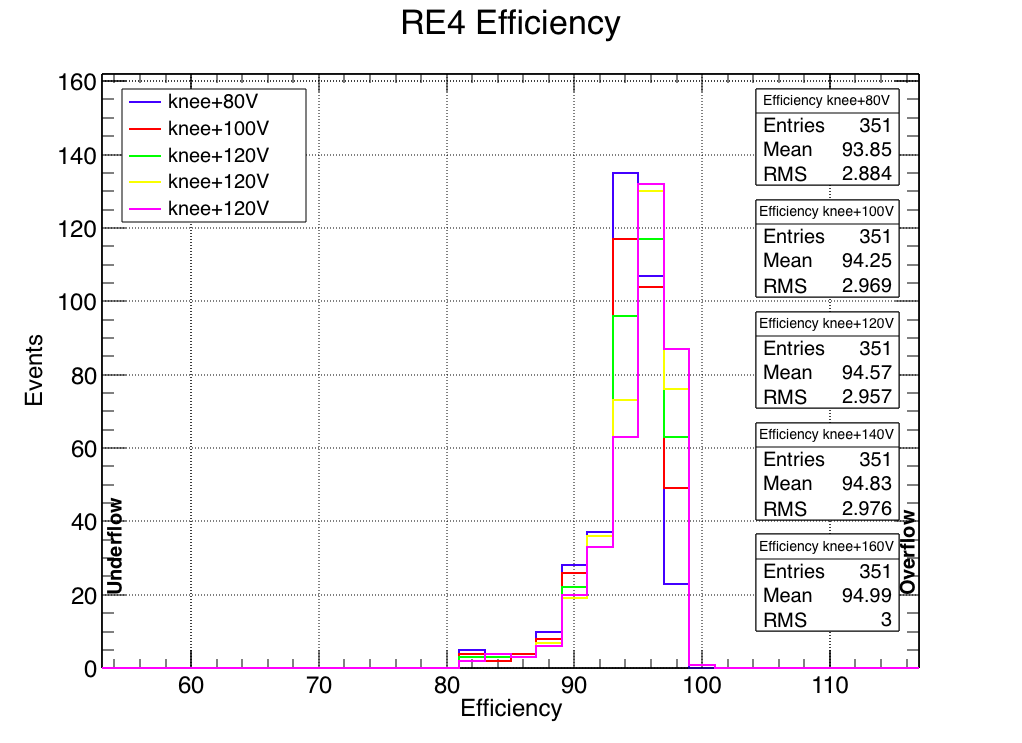 RE4 Efficiency
160
140
120
100
80
60
40
20
0
Events
knee+80V
knee+100V
knee+120V
knee+120V
knee+120V
Underflow
Overflow
Efficiency knee+80V
Entries 351
Mean 93.85
RMS 2.884
Efficiency knee+100V
Entries 351
Mean 94.25
RMS 2.969
Efficiency knee+120V
Entries 351
Mean 94.57
RMS 2.957
Efficiency knee+140V
Entries 351
Mean 94.83
RMS 2.976
Efficiency knee+160V
Entries 351
Mean 94.99
RMS 3
60 70 80 90 100 110
Efficiency